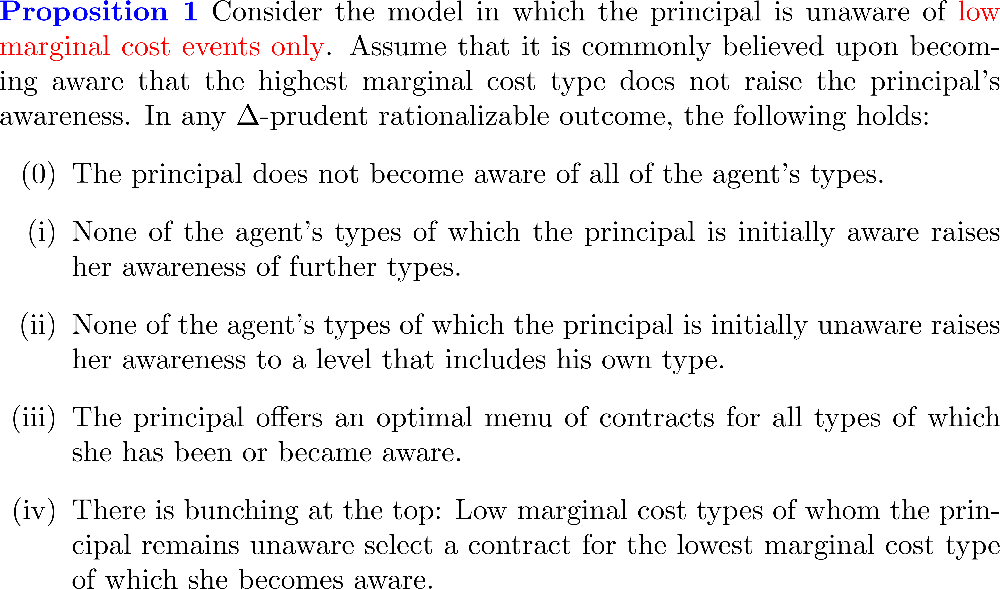 Proposition 1 Consider the model in which the principal is unaware of low
marginal cost events only. Assume that it is commonly believed upon becom-
ing aware that the highest marginal cost type does not raise the principal's
awareness. In any Δ-prudent rationalizable outcome, the following holds:
(0) The principal does not become aware of all of the agent's types.
(i) None of the agent's types of which the principal is initially aware raises
her awareness of further types.
(ii) None of the agent's types of which the principal is initially unaware raises
her awareness to a level that includes his own type.
(iii) The principal offers an optimal menu of contracts for all types of which
she has been or became aware.
(iv) There is bunching at the top: Low marginal cost types of whom the prin-
cipal remains unaware select a contract for the lowest marginal cost type
of which she becomes aware.